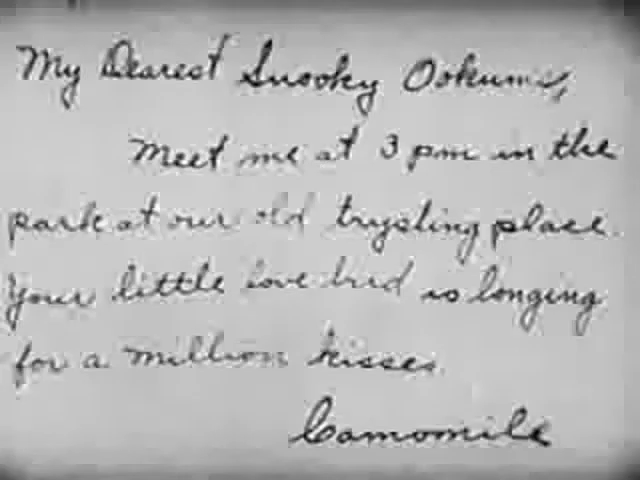 My Dearest Snooky Ookums,
Meet me at 3 pm in the
park at our old trysting place.
Your little love bird is longing
for a million kisses.
Camomile